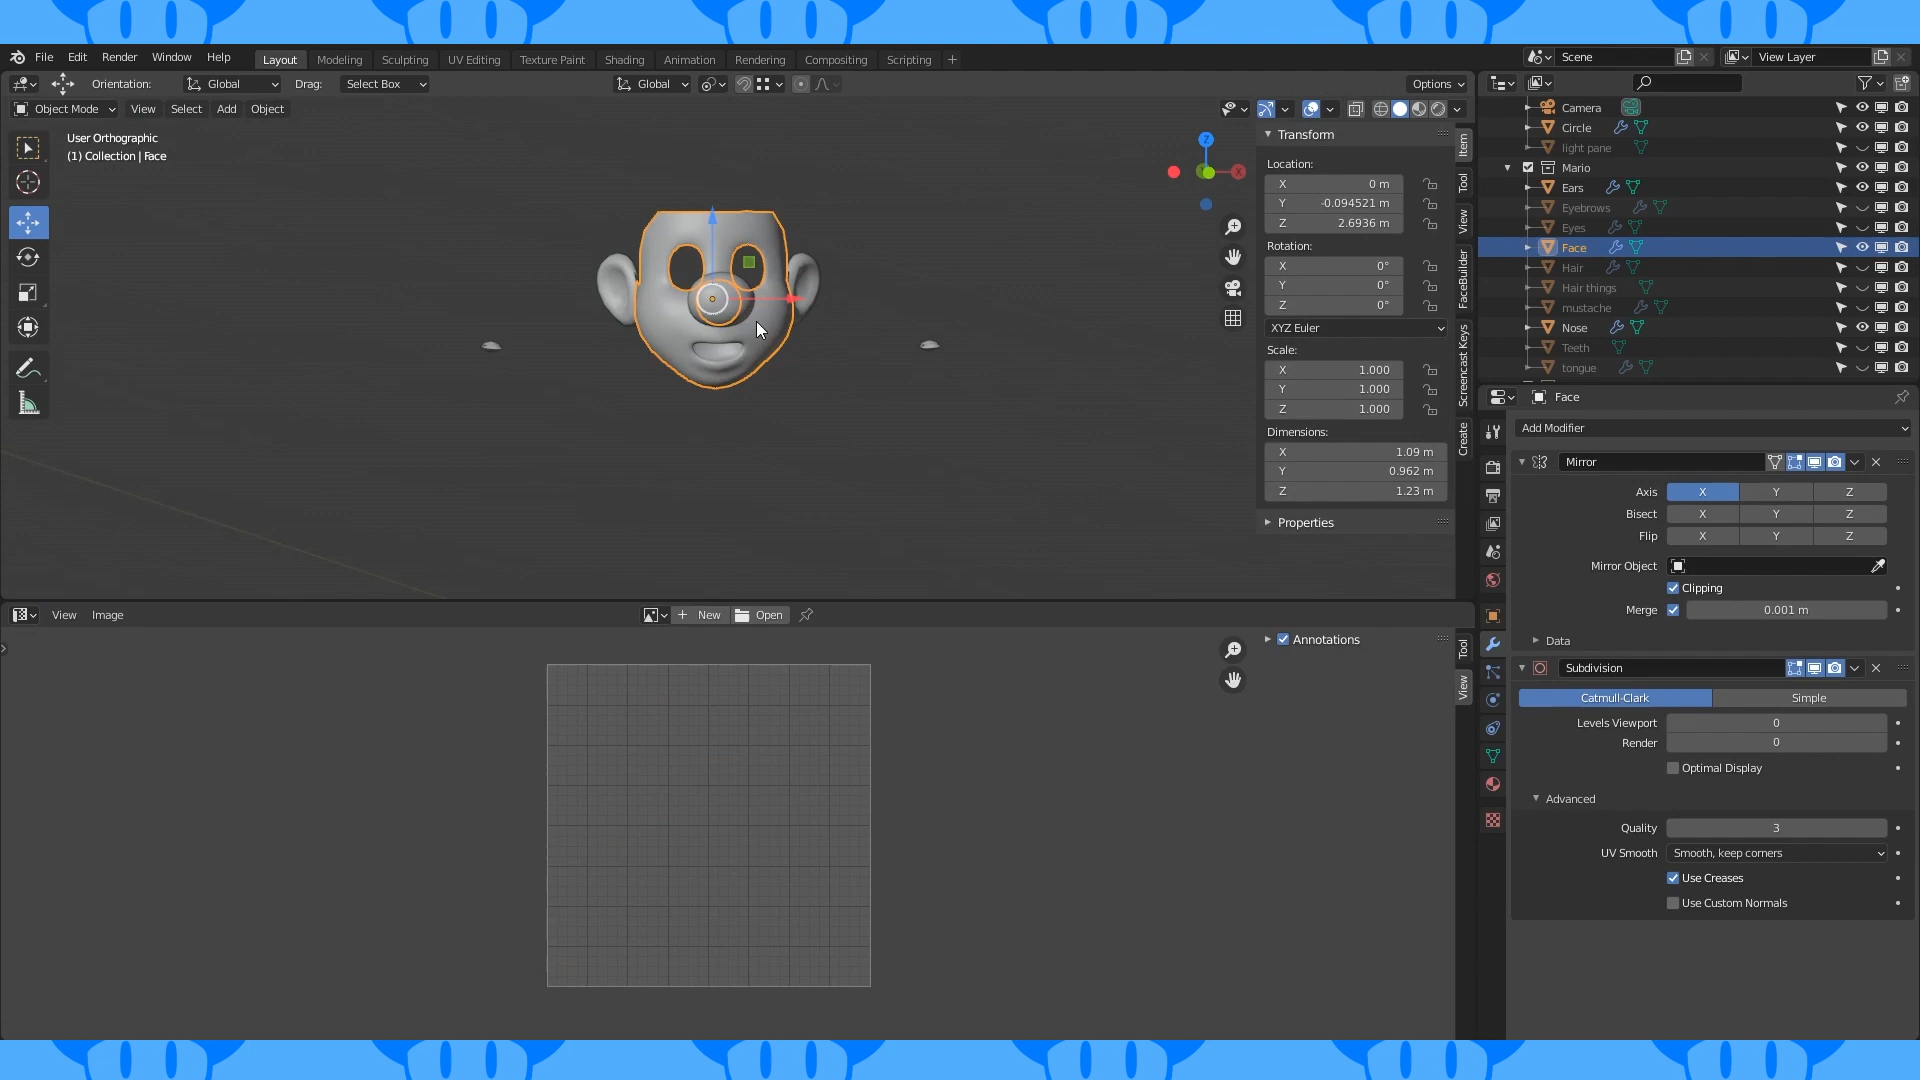 File Edit Render Window Help Layout Modeling Sculpting UV Editing Texture Paint Shading Animation Rendering Compositing Scripting + Scene View Layer
Orientation: Global Drag: Select Box Global Options
Object Mode View Select Add Object
User Orthographic
(1) Collection | Face
Z
X
Transform
Location:
X 0 m
Y -0.094521 m
Z 2.6936 m
Rotation:
X 0°
Y 0°
Z 0°
XYZ Euler
Scale:
X 1.000
Y 1.000
Z 1.000
Dimensions:
X 1.09 m
Y 0.962 m
Z 1.23 m
Properties
Item
Tool
View
FaceBuilder
Screencast Keys
Create
Camera
Circle
light pane
Mario
Ears
Eyebrows
Eyes
Face
Hair
Hair things
mustache
Nose
Teeth
tongue
Face
Add Modifier
Mirror
Axis X Y Z
Bisect X Y Z
Flip X Y Z
Mirror Object
Clipping
Merge 0.001 m
Data
Subdivision
Catmull-Clark Simple
Levels Viewport 0
Render 0
Optimal Display
Advanced
Quality 3
UV Smooth Smooth, keep corners
Use Creases
Use Custom Normals
View Image New Open
Annotations
Tool
View